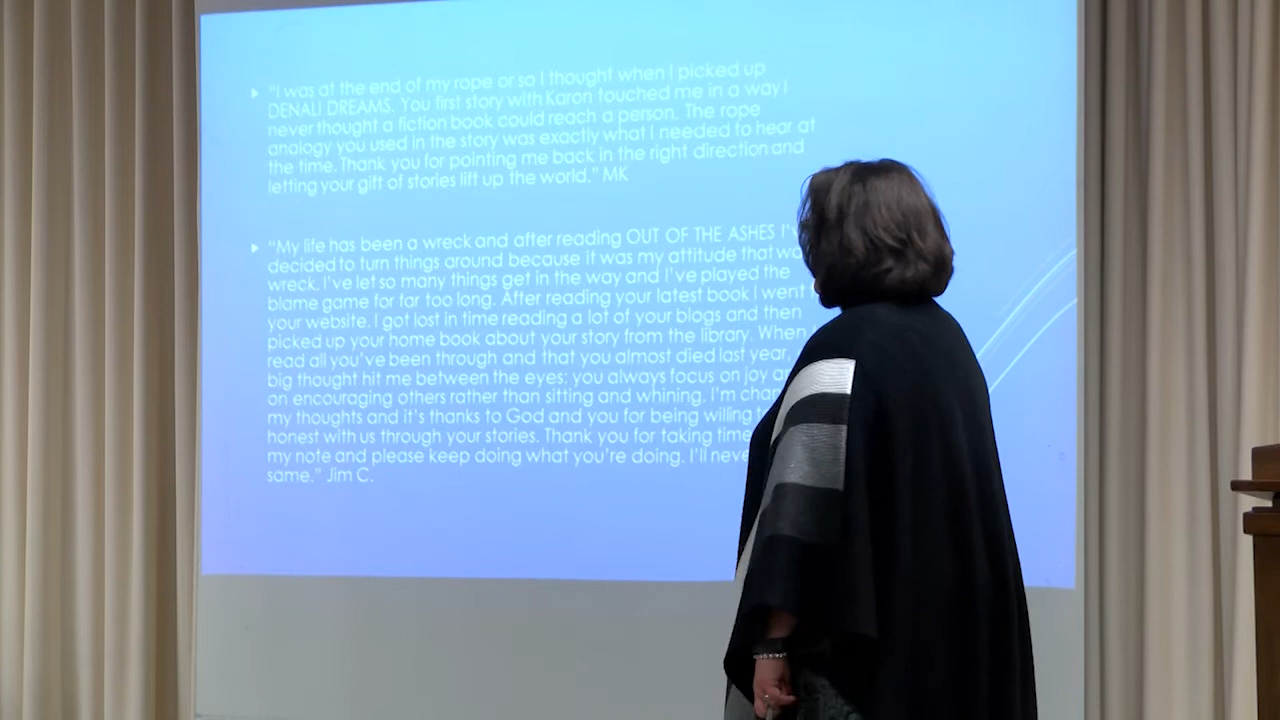 "I was at the end of my rope or so I thought when I picked up
DENALI DREAMS. You first story with Karon touched me in a way I
never thought a fiction book could reach a person. The rope
analogy you used in the story was exactly what I needed to hear at
the time. Thank you for pointing me back in the right direction and
letting your gift of stories lift up the world." MK
"My life has been a wreck and after reading OUT OF THE ASHES
decided to turn things around because it was my attitude that
wreck. I've let so many things get in the way and I've played the
blame game for far too long. After reading your latest book I went
your website. I got lost in time reading a lot of your blogs and then
picked up your home book about your story from the library. When
read all you've been through and that you almost died last year,
big thought hit me between the eyes: you always focus on joy
on encouraging others rather than sitting and whining. I'm
my thoughts and it's thanks to God and you for being willing
honest with us through your stories. Thank you for taking time
my note and please keep doing what you're doing. I'll
same." Jim C.